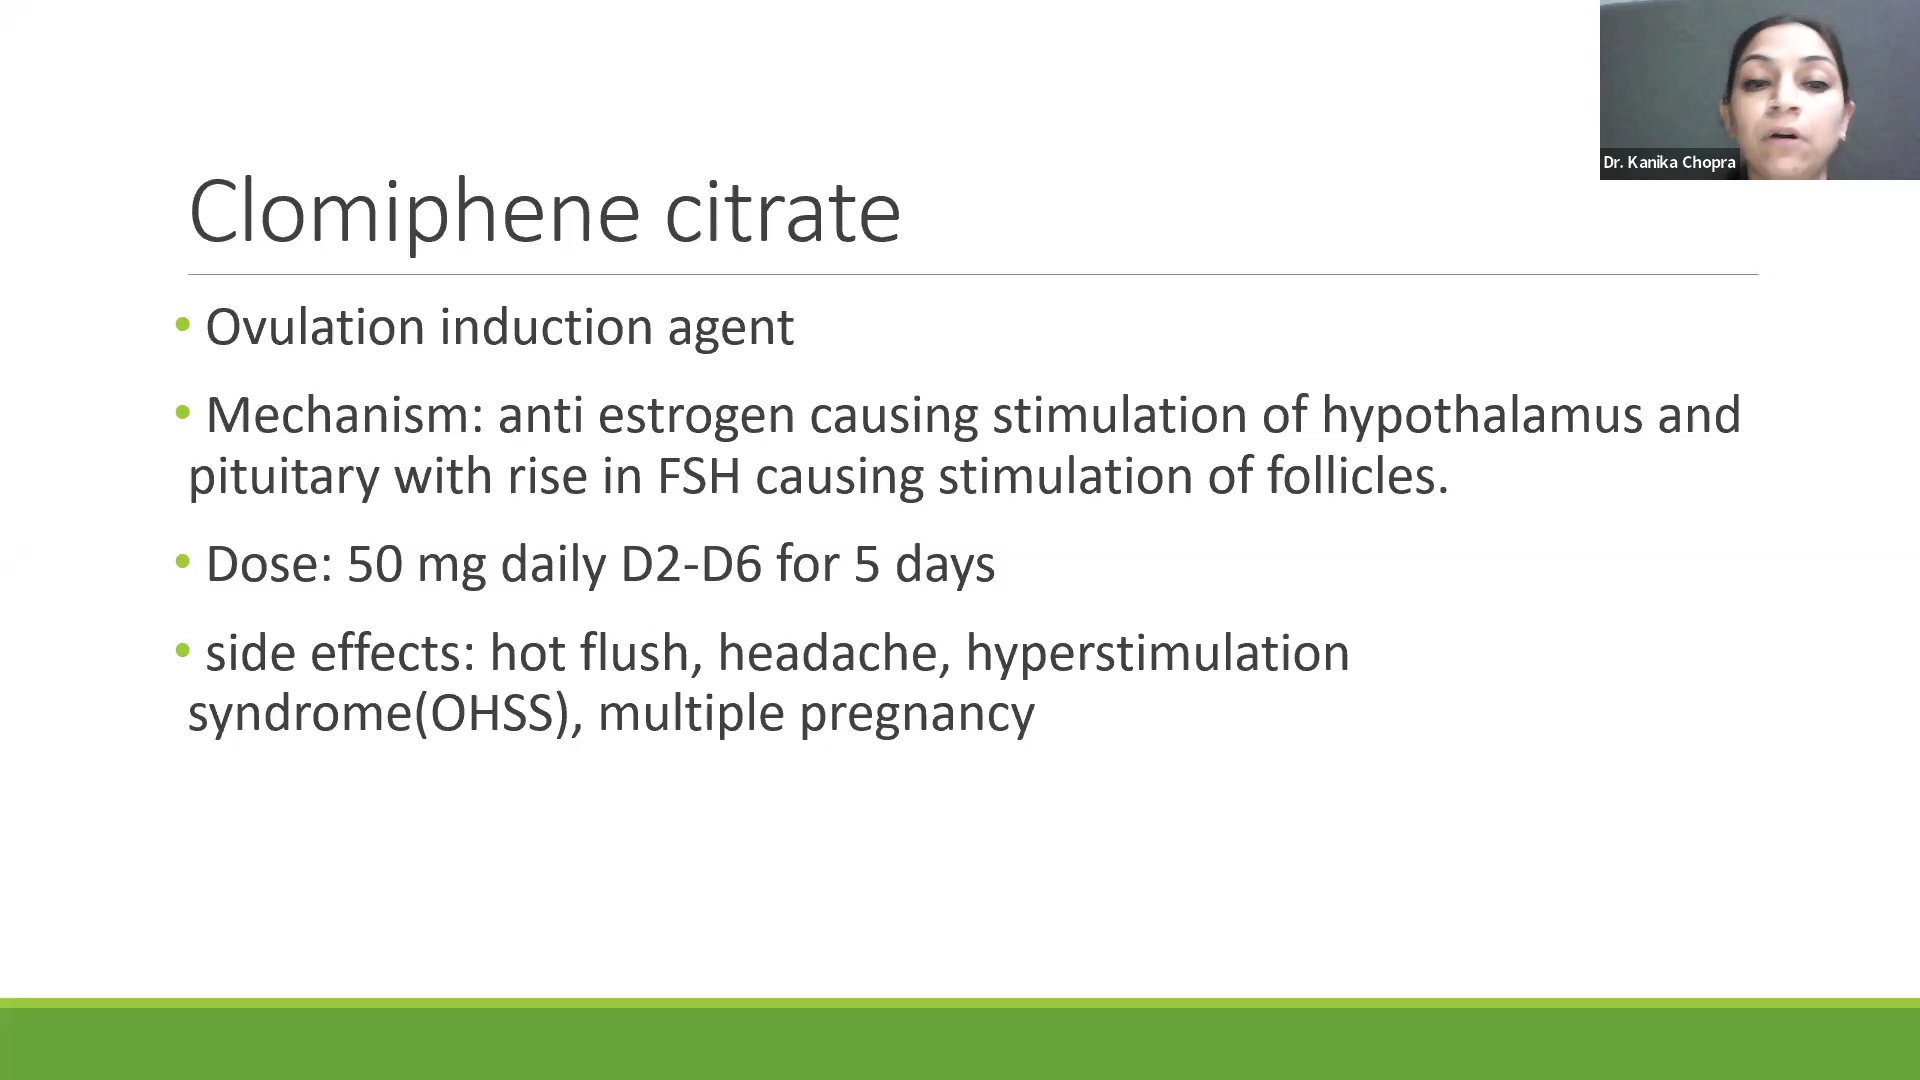 Dr. Kanika Chopra
Clomiphene citrate
• Ovulation induction agent
• Mechanism: anti estrogen causing stimulation of hypothalamus and
pituitary with rise in FSH causing stimulation of follicles.
• Dose: 50 mg daily D2-D6 for 5 days
• side effects: hot flush, headache, hyperstimulation
syndrome(OHSS), multiple pregnancy